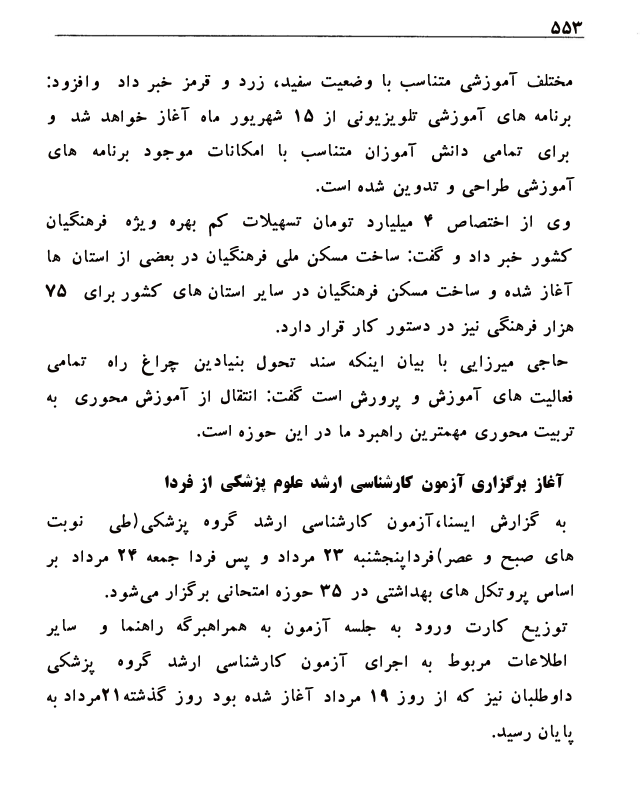 ۵۵۳
مختلف آموزشی متناسب با وضعیت سفید، زرد و قرمز خبر داد وافزود:
برنامه های آموزشی تلویزیونی از ۱۵ شهریور ماه آغاز خواهد شد و
برای تمامی دانش آموزان متناسب با امکانات موجود برنامه های
آموزشی طراحی و تدوین شده است.
وی از اختصاص ۴ میلیارد تومان تسهیلات کم بهره ویژه فرهنگیان
کشور خبر داد و گفت: ساخت مسکن ملی فرهنگیان در بعضی از استان ها
آغاز شده و ساخت مسکن فرهنگیان در سایر استان های کشور برای ۷۵
هزار فرهنگی نیز در دستور کار قرار دارد.
حاجی میرزایی با بیان اینکه سند تحول بنیادین چراغ راه تمامی
فعالیت های آموزش و پرورش است گفت: انتقال از آموزش محوری به
تربیت محوری مهمترین راهبرد ما در این حوزه است.
آغاز برگزاری آزمون کارشناسی ارشد علوم پزشکی از فردا
به گزارش ایسنا،آزمون کارشناسی ارشد گروه پزشکی(طی نوبت
های صبح و عصر)فرداپنجشنبه ۲۳ مرداد و پس فردا جمعه ۲۴ مرداد بر
اساس پروتکل های بهداشتی در ۳۵ حوزه امتحانی برگزار می‌شود.
توزیع کارت ورود به جلسه آزمون به همراهبرگه راهنما و سایر
اطلاعات مربوط به اجرای آزمون کارشناسی ارشد گروه پزشکی
داوطلبان نیز که از روز ۱۹ مرداد آغاز شده بود روز گذشته۲۱مرداد به
پایان رسید.